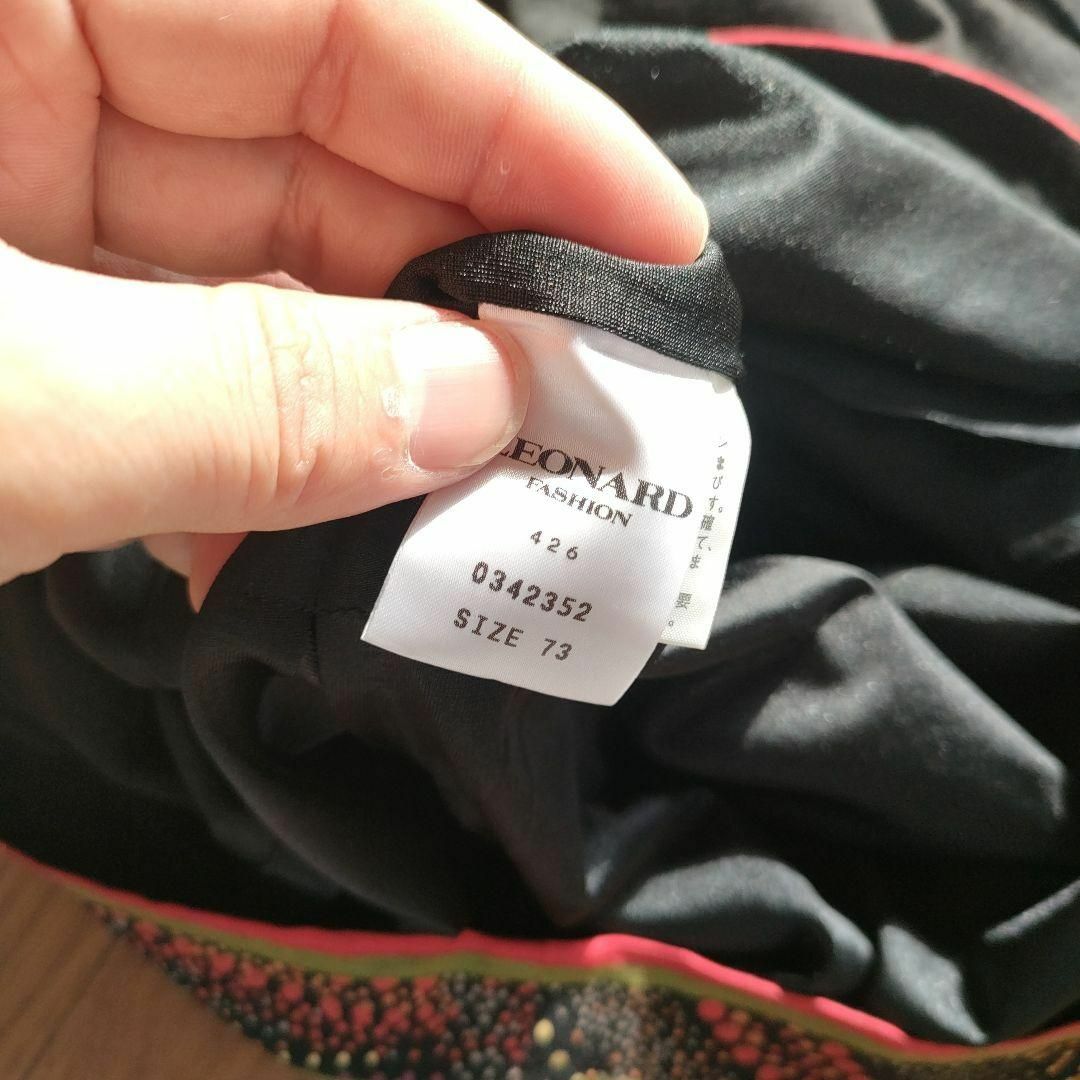 LEONARD
FASHION
426
0342352
SIZE 73